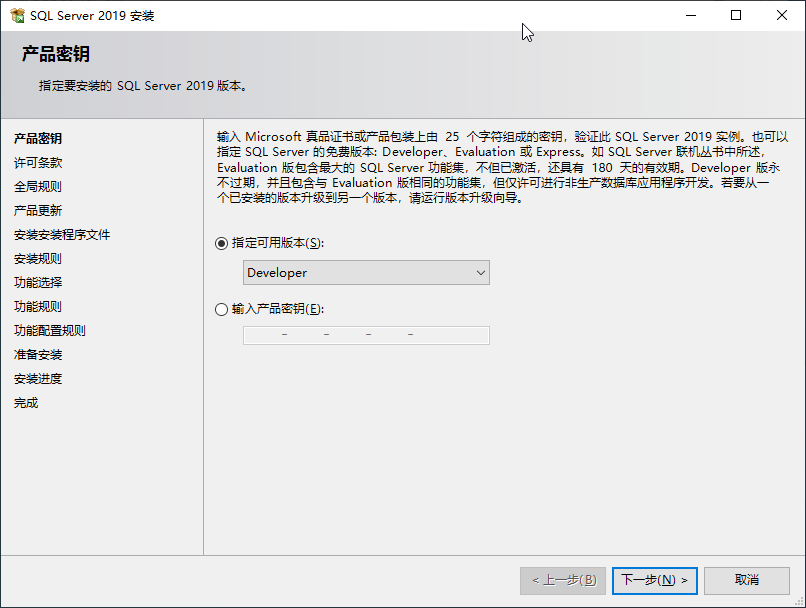 SQL Server 2019 安装
产品密钥
指定要安装的 SQL Server 2019 版本。
产品密钥
许可条款
全局规则
产品更新
安装安装程序文件
安装规则
功能选择
功能规则
功能配置规则
准备安装
安装进度
完成
输入 Microsoft 真品证书或产品包装上由 25 个字符组成的密钥，验证此 SQL Server 2019 实例。也可以
指定 SQL Server 的免费版本: Developer、Evaluation 或 Express。如 SQL Server 联机丛书中所述，
Evaluation 版包含最大的 SQL Server 功能集，不但已激活，还具有 180 天的有效期。Developer 版永
不过期，并且包含与 Evaluation 版相同的功能集，但仅许可进行非生产数据库应用程序开发。若要从一
个已安装的版本升级到另一个版本，请运行版本升级向导。
指定可用版本(S):
Developer
输入产品密钥(E):
- - - -
< 上一步(B)
下一步(N) >
取消